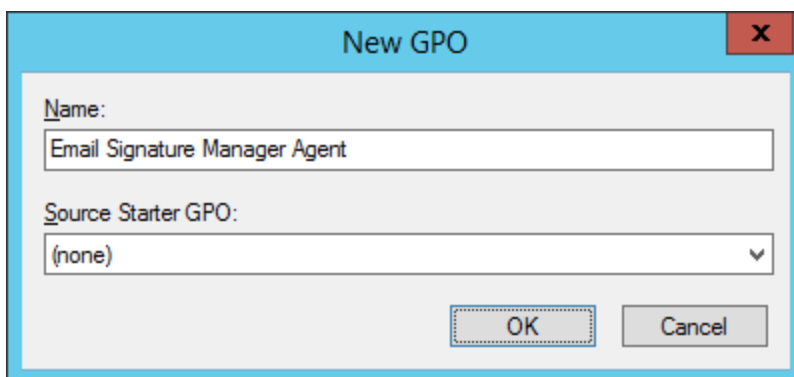 New GPO
x
Name:
Email Signature Manager Agent
Source Starter GPO:
(none)
OK Cancel